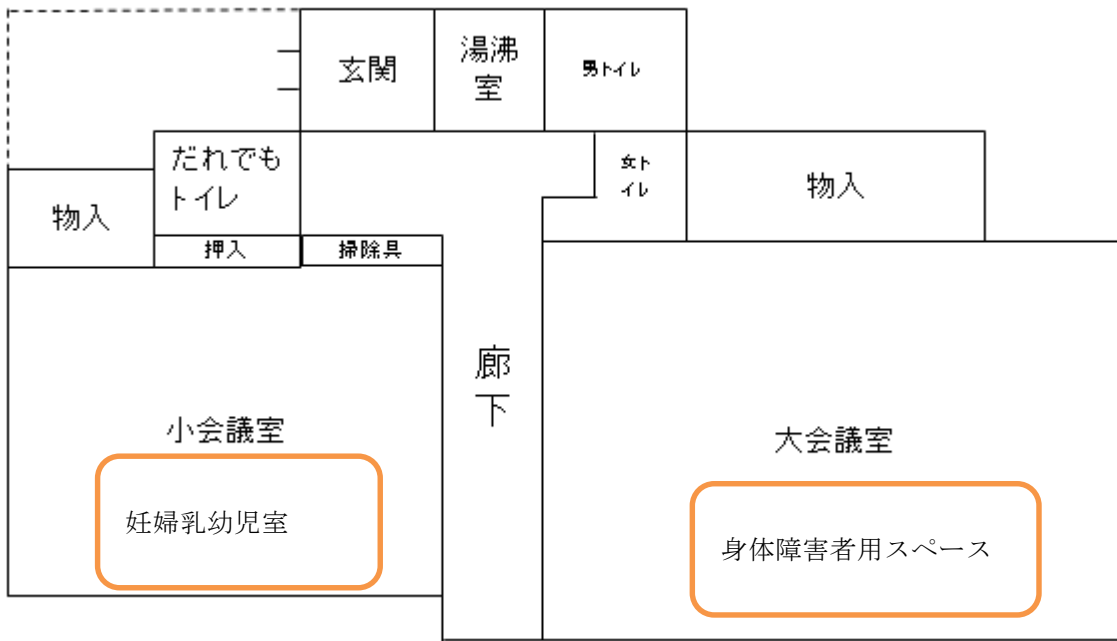 玄関
湯沸
室
男トイレ
だれでも
トイレ
女ト
イレ
物入
物入
押入
掃除具
廊
下
小会議室
大会議室
妊婦乳幼児室
身体障害者用スペース